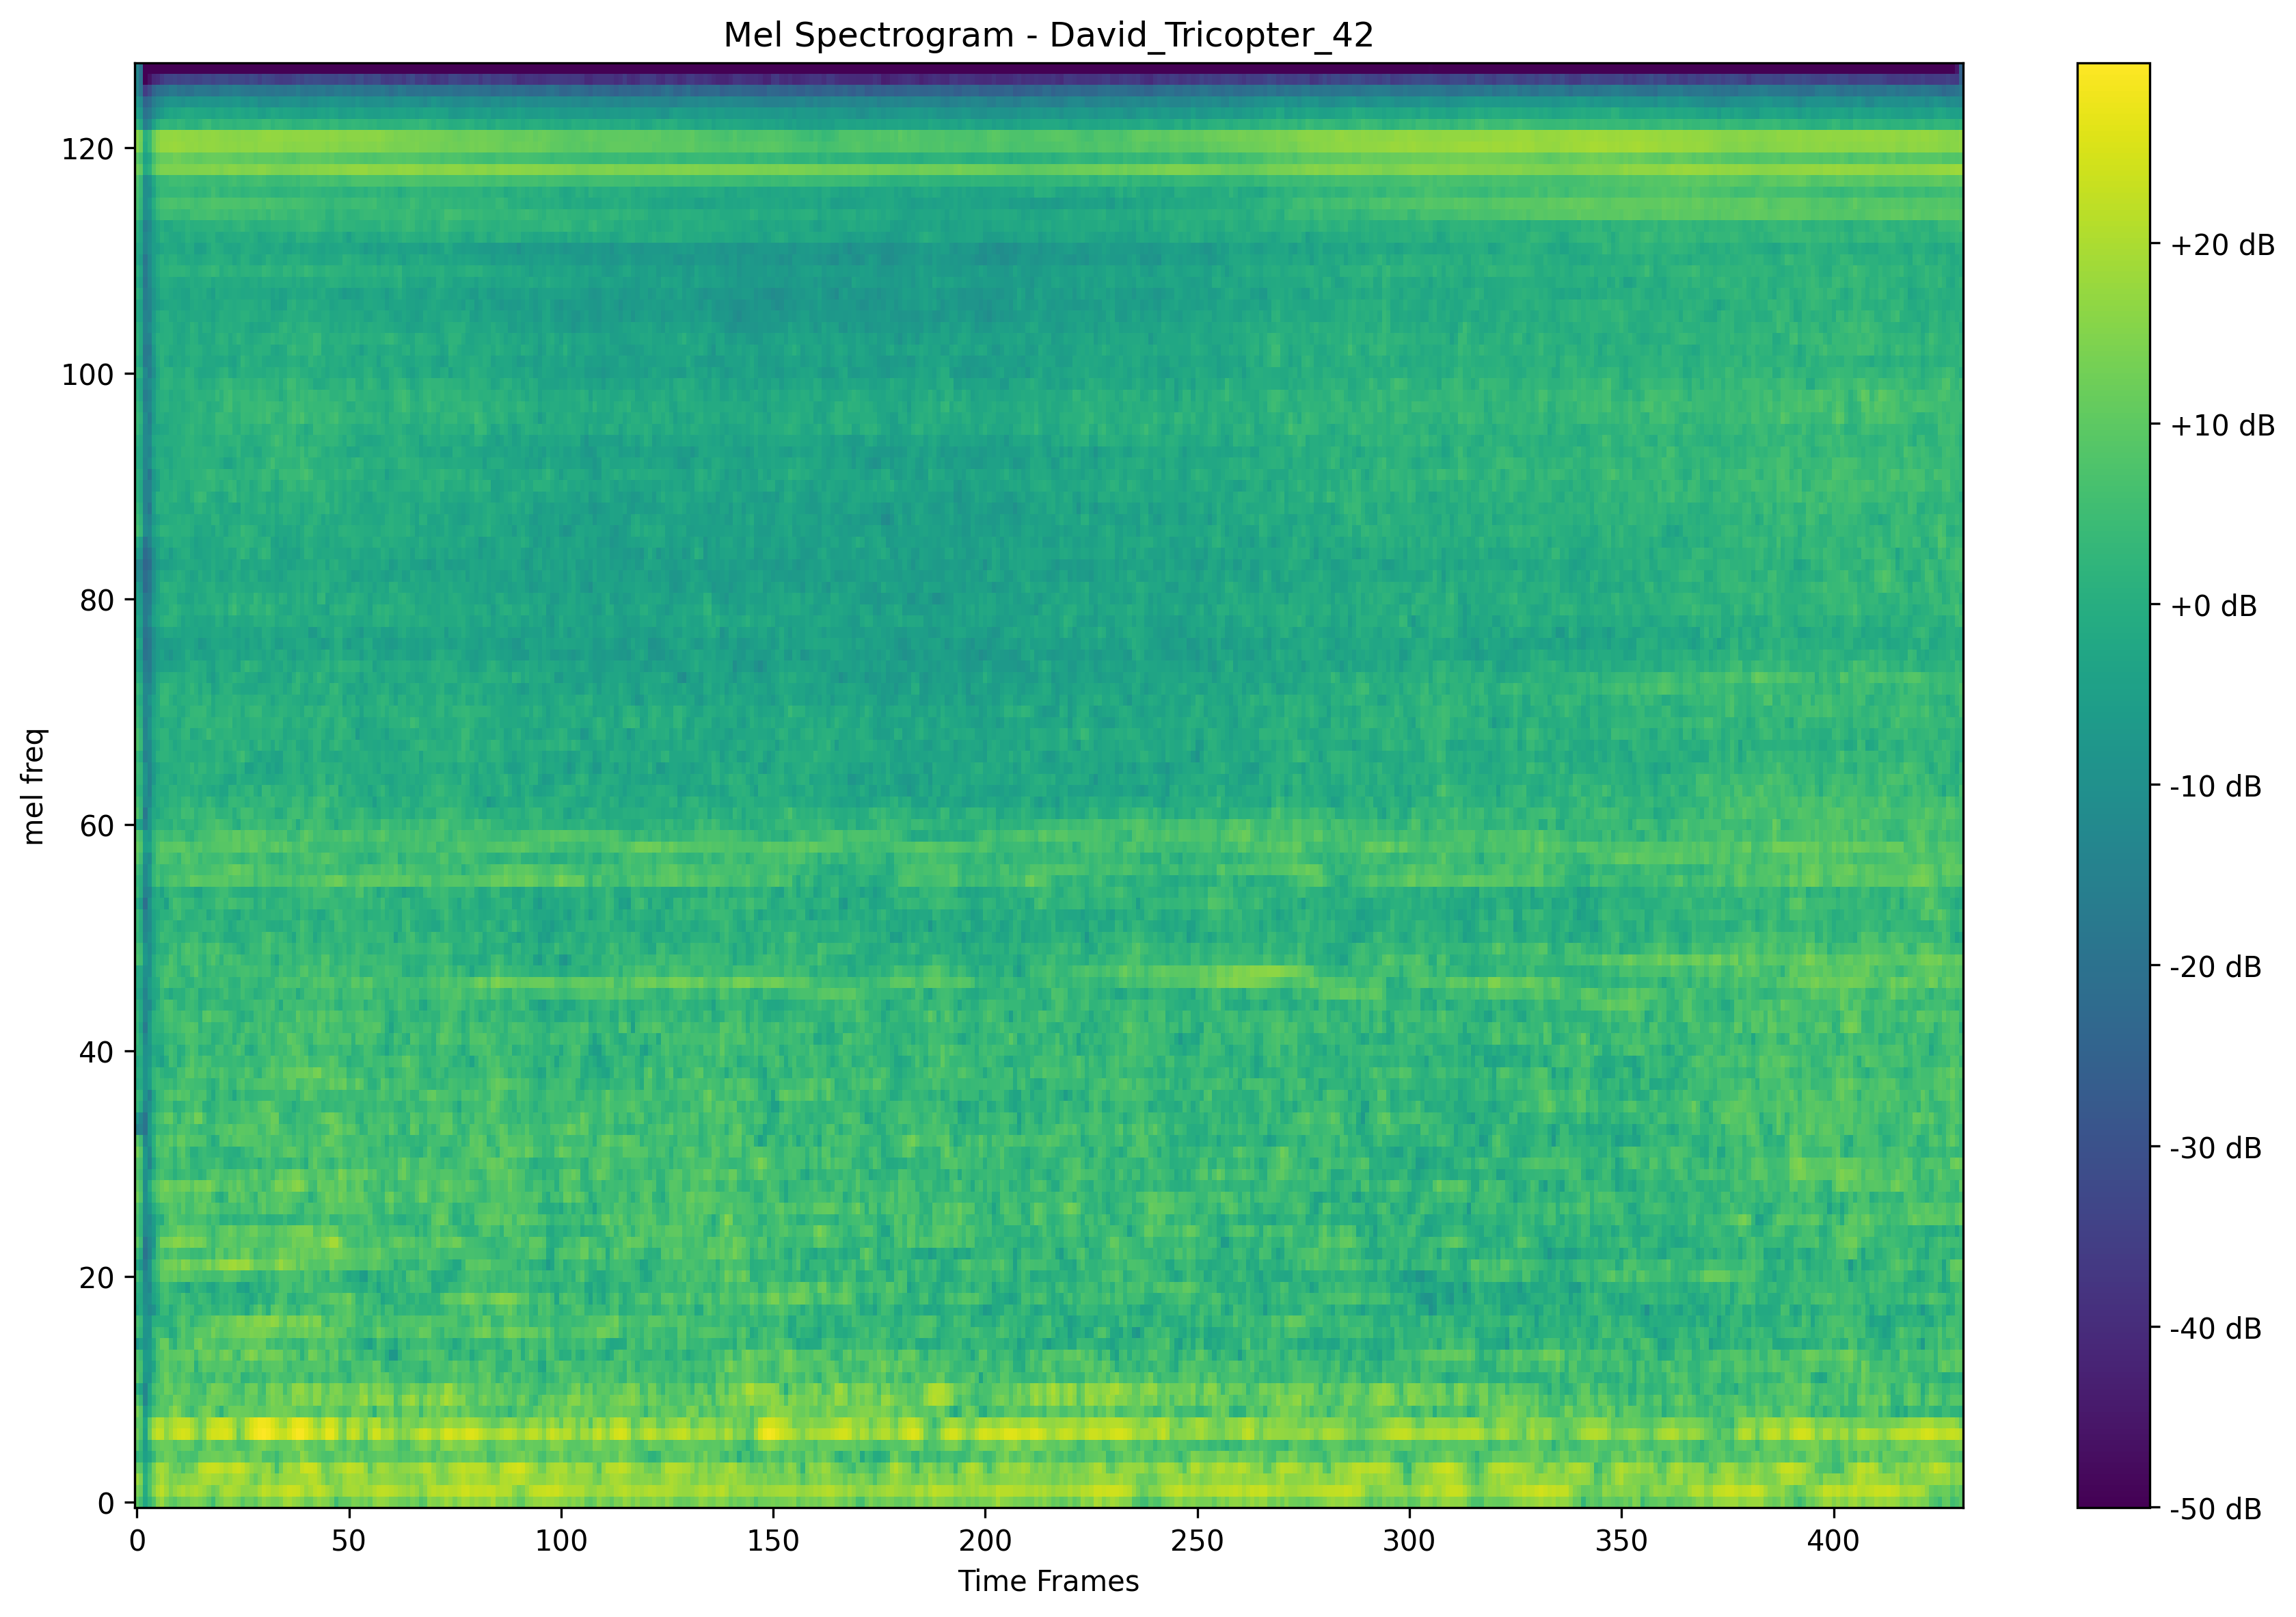 Mel Spectrogram - David_Tricopter_42
mel freq
120
100
80
60
40
20
0
0 50 100 150 200 250 300 350 400
Time Frames
+20 dB
+10 dB
+0 dB
-10 dB
-20 dB
-30 dB
-40 dB
-50 dB